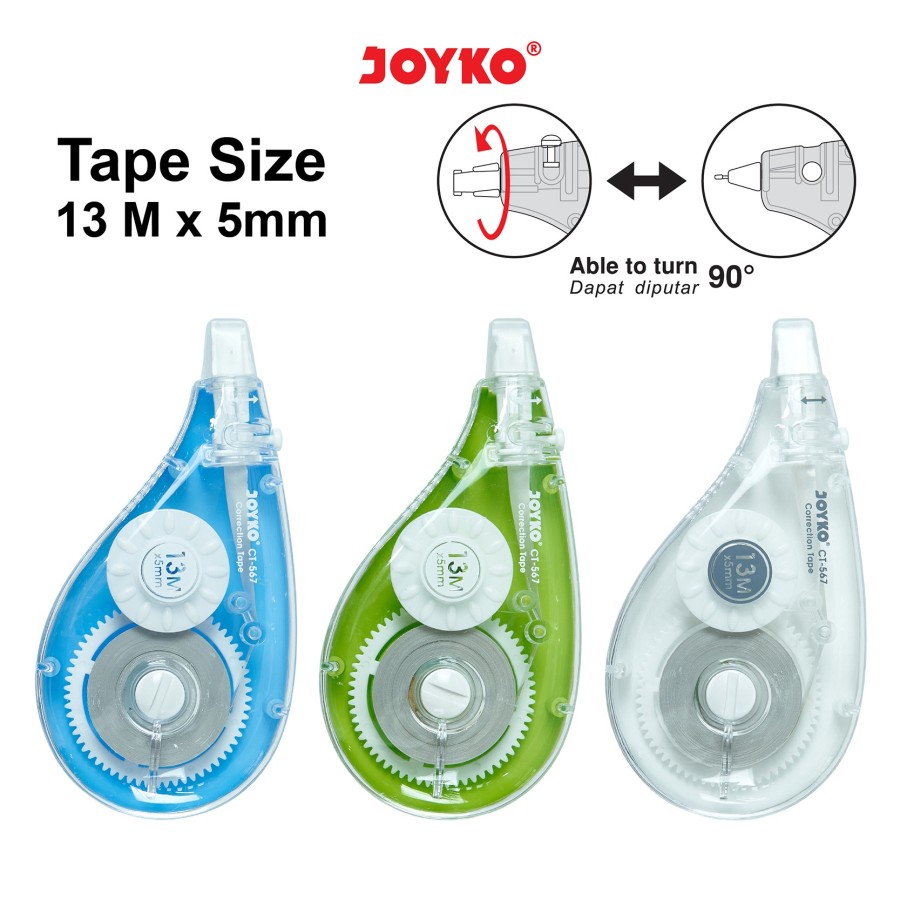 JOYKO®
Tape Size
13 M x 5mm
Able to turn
Dapat diputar
90°
JOYKO®
Correction Tape
CT-567
13M
x5mm
JOYKO®
Correction Tape
CT-567
13M
x5mm
JOYKO®
Correction Tape
CT-567
13M
x5mm